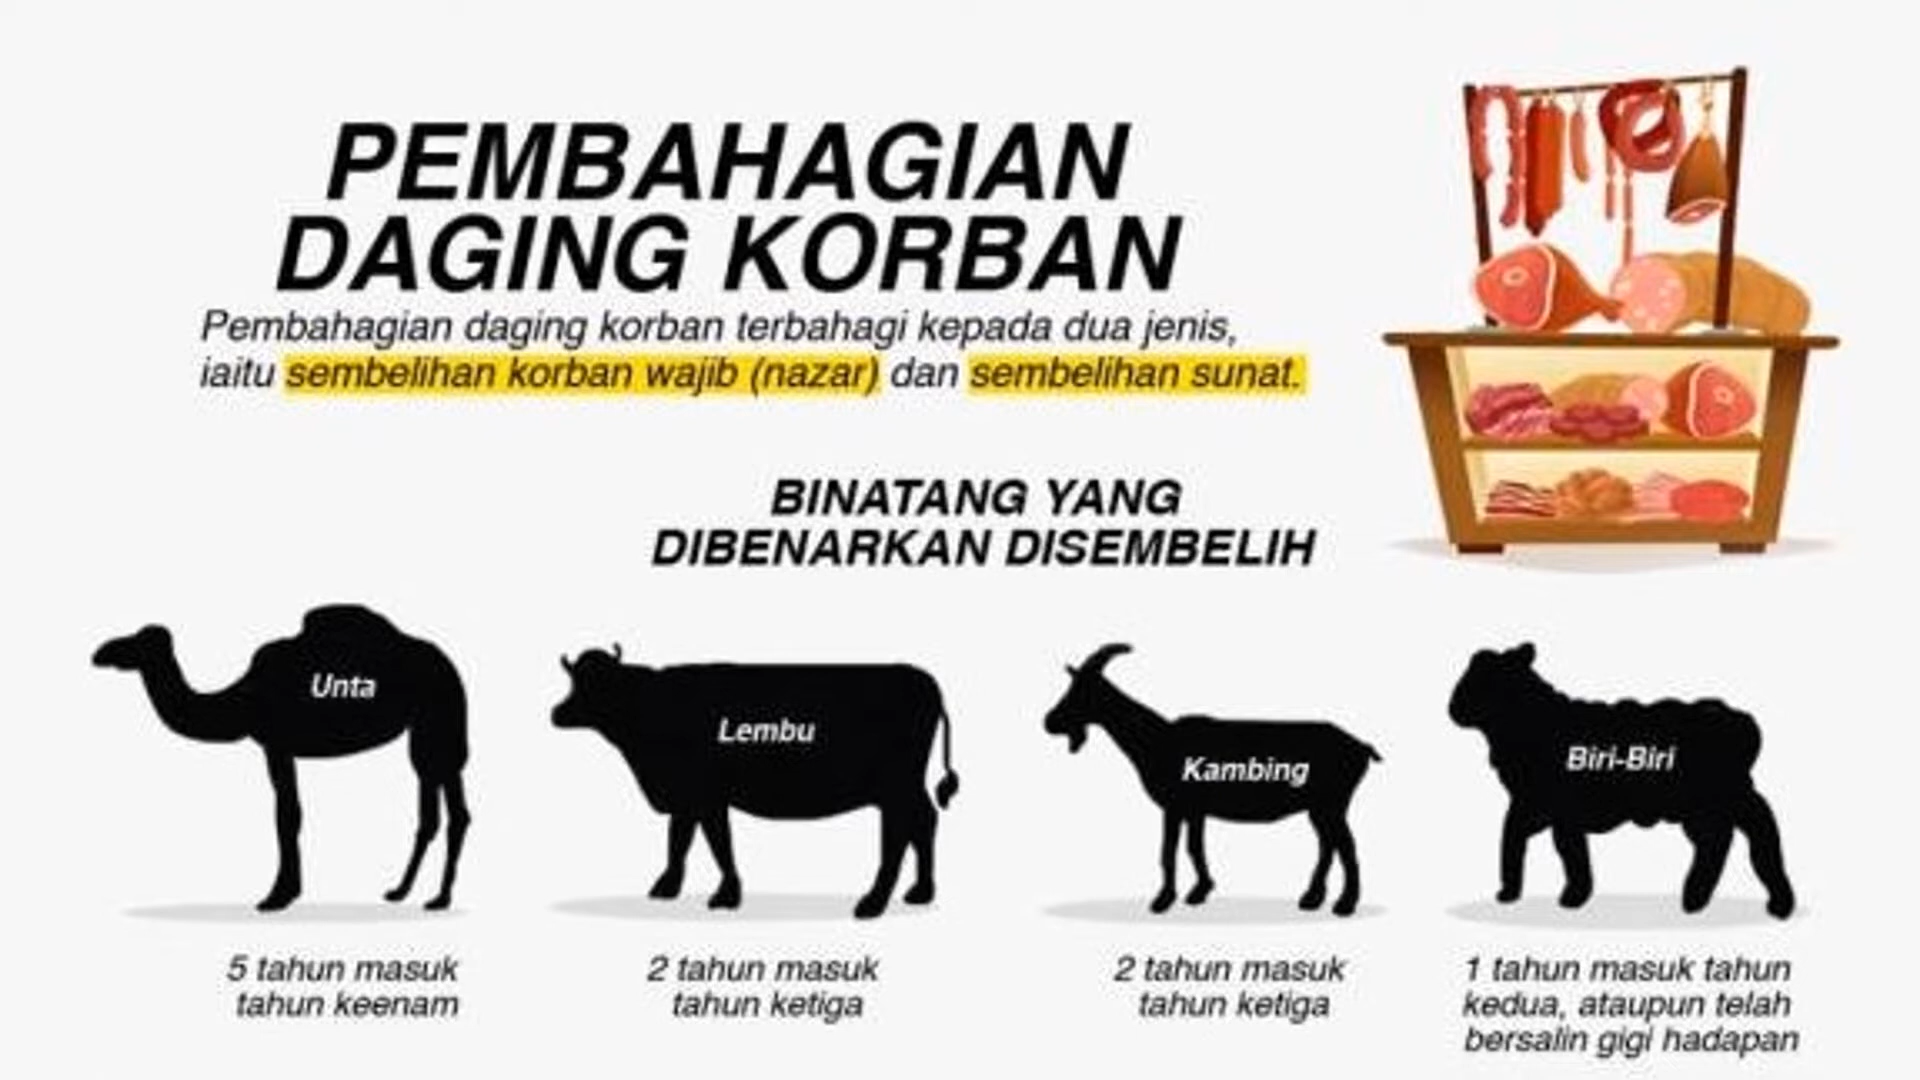 PEMBAHAGIAN
DAGING KORBAN
Pembahagian daging korban terbahagi kepada dua jenis,
iaitu sembelihan korban wajib (nazar) dan sembelihan sunat.
BINATANG YANG
DIBENARKAN DISEMBELIH
Unta
Lembu
Kambing
Biri-Biri
5 tahun masuk
tahun keenam
2 tahun masuk
tahun ketiga
2 tahun masuk
tahun ketiga
1 tahun masuk tahun
kedua, ataupun telah
bersalin gigi hadapan